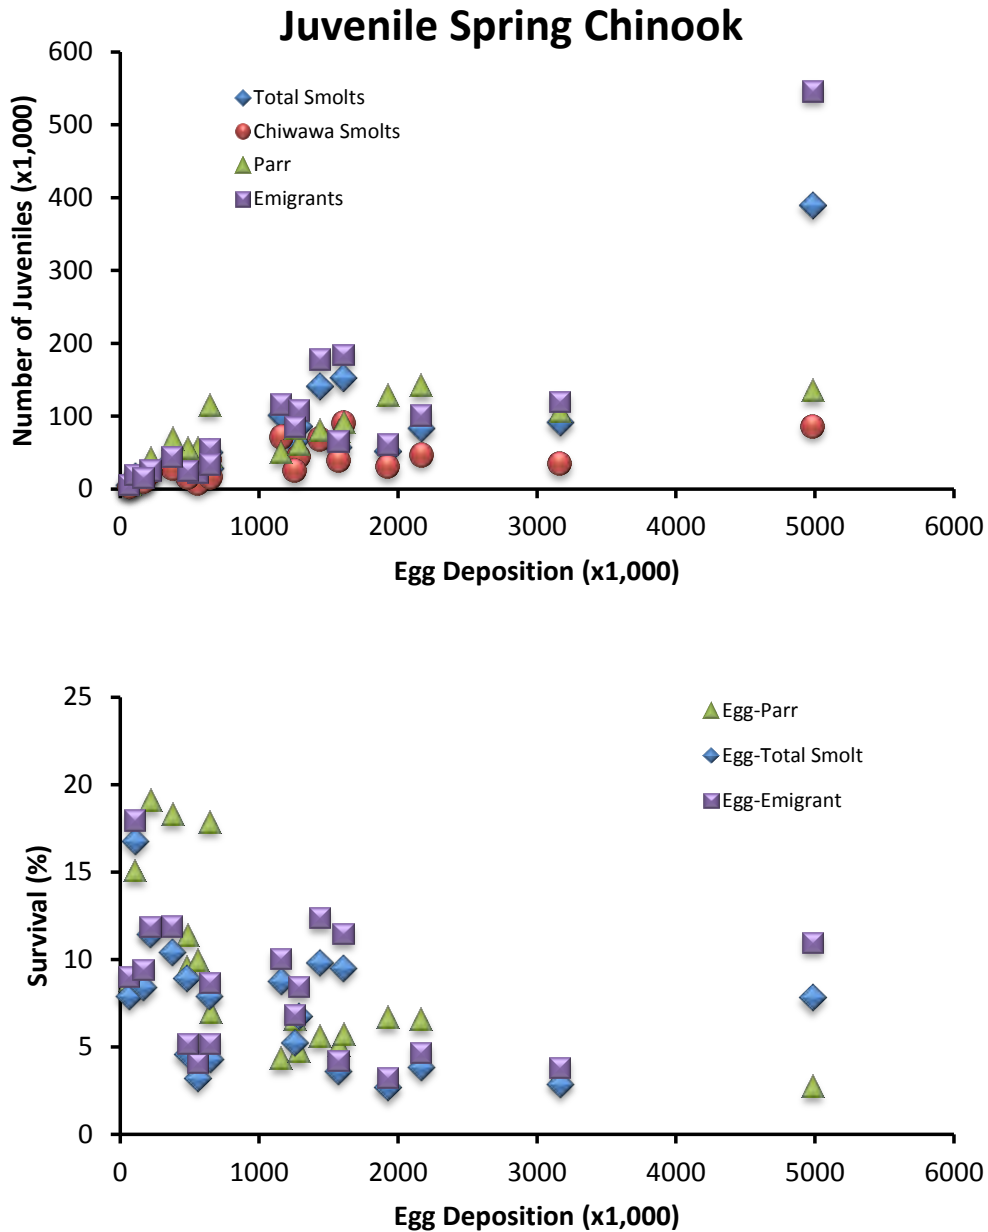 Juvenile Spring Chinook
600
500
400
300
200
100
0
Number of Juveniles (x1,000)
Total Smolts
Chiwawa Smolts
Parr
Emigrants
0 1000 2000 3000 4000 5000 6000
Egg Deposition (x1,000)
25
20
15
10
5
0
Survival (%)
Egg-Parr
Egg-Total Smolt
Egg-Emigrant
0 1000 2000 3000 4000 5000 6000
Egg Deposition (x1,000)